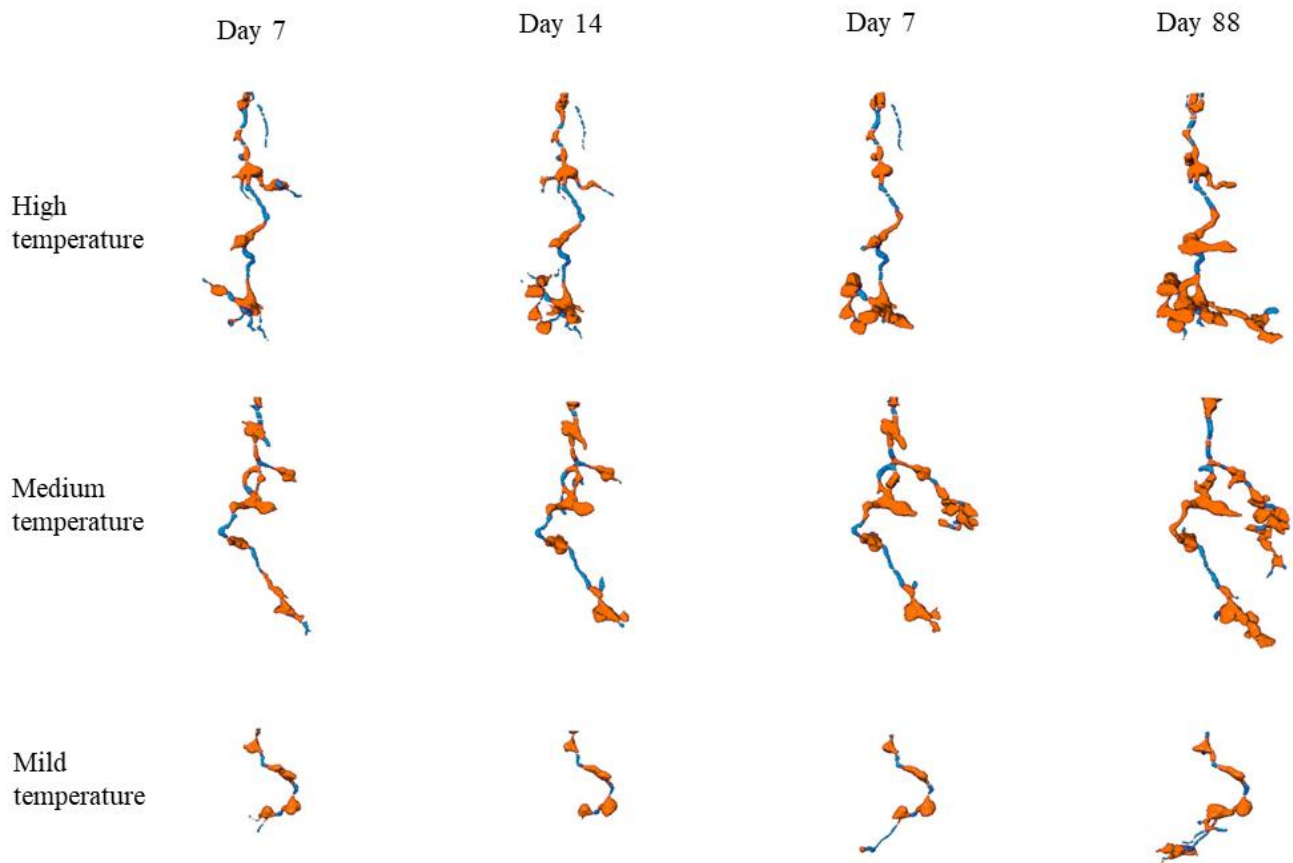 Day 7
Day 14
Day 7
Day 88
High
temperature
Medium
temperature
Mild
temperature